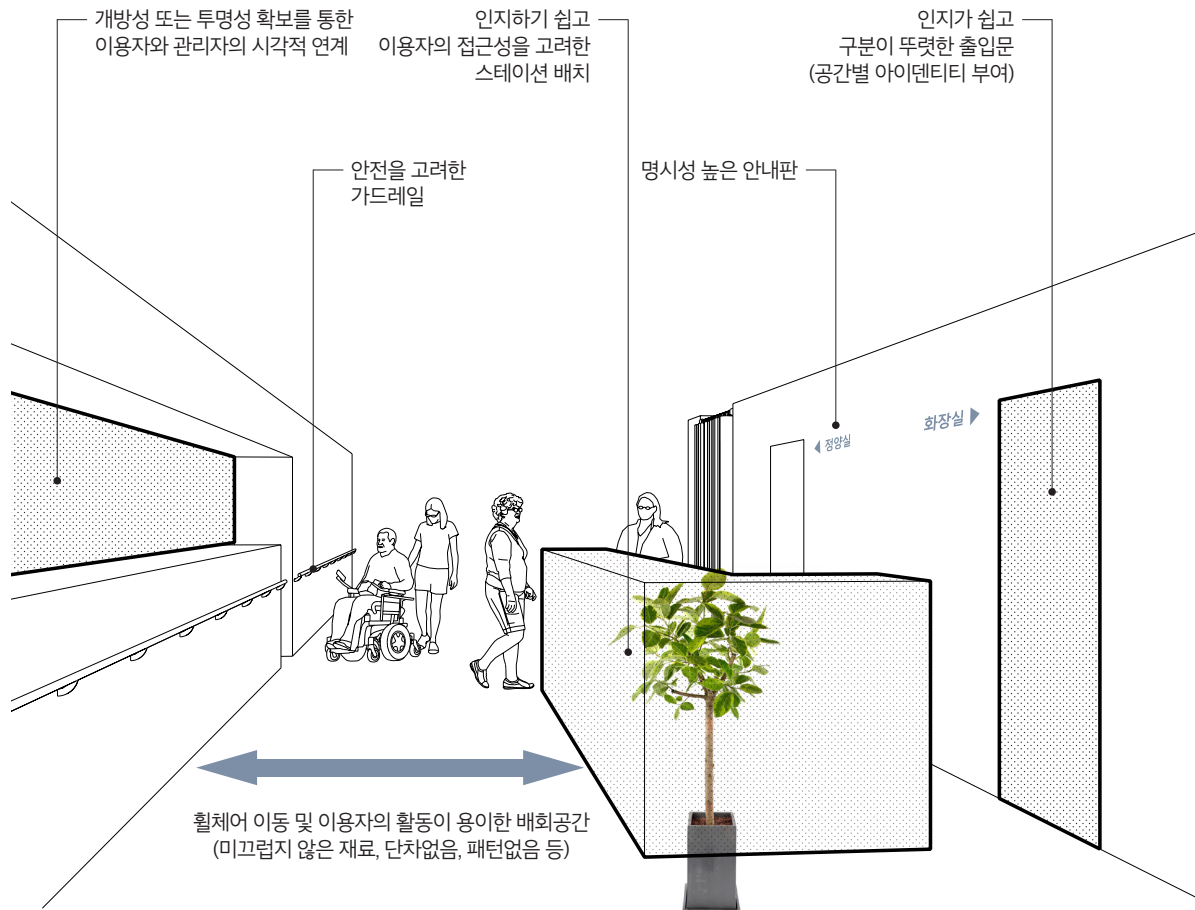 개방성 또는 투명성 확보를 통한
이용자와 관리자의 시각적 연계
인지하기 쉽고
이용자의 접근성을 고려한
스테이션 배치
인지가 쉽고
구분이 뚜렷한 출입문
(공간별 아이덴티티 부여)
안전을 고려한
가드레일
명시성 높은 안내판
화장실
정양실
휠체어 이동 및 이용자의 활동이 용이한 배회공간
(미끄럽지 않은 재료, 단차없음, 패턴없음 등)